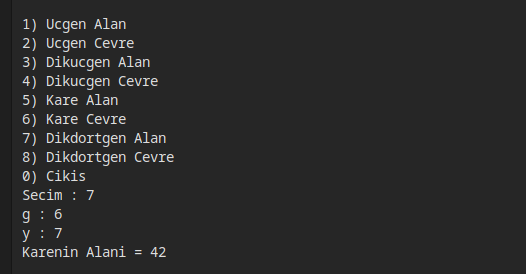 1) Ucgen Alan
2) Ucgen Cevre
3) Dikucgen Alan
4) Dikucgen Cevre
5) Kare Alan
6) Kare Cevre
7) Dikdortgen Alan
8) Dikdortgen Cevre
0) Cikis
Secim : 7
g : 6
y : 7
Karenin Alani = 42